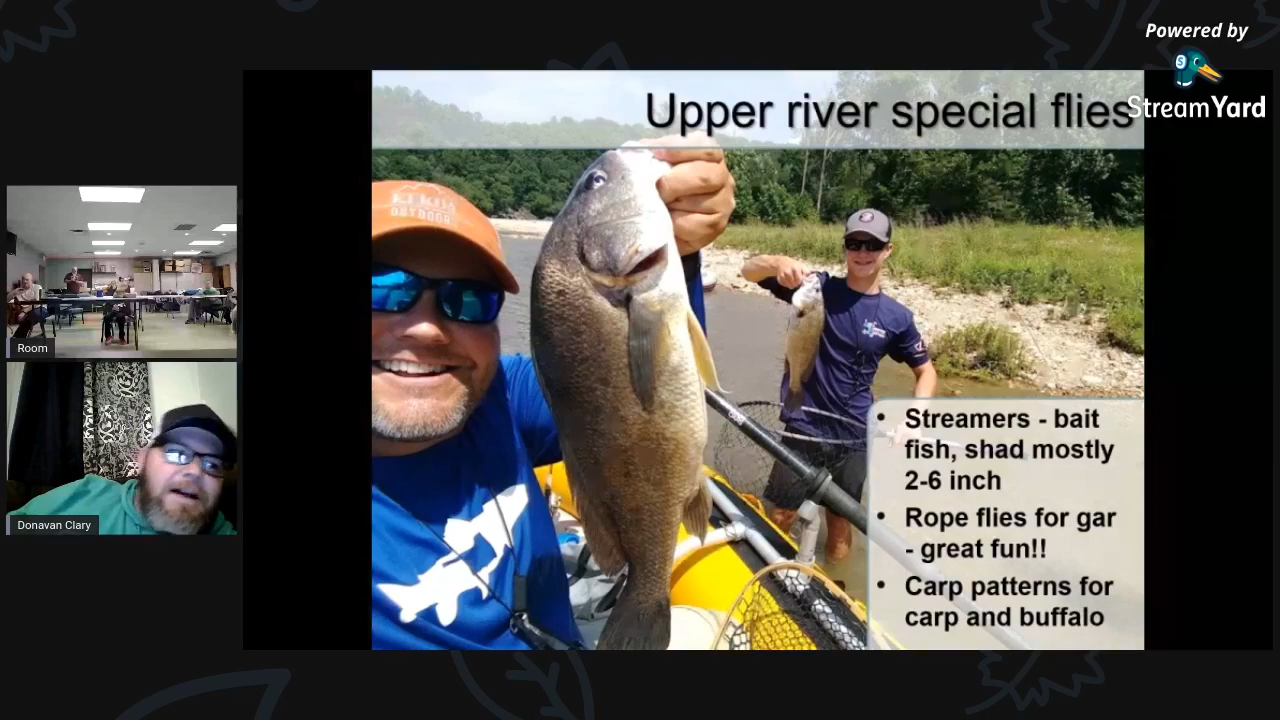 Powered by
StreamYard
Upper river special flies
OUTDOOR
Room
Donavan Clary
• Streamers - bait
fish, shad mostly
2-6 inch
• Rope flies for gar
- great fun!!
• Carp patterns for
carp and buffalo